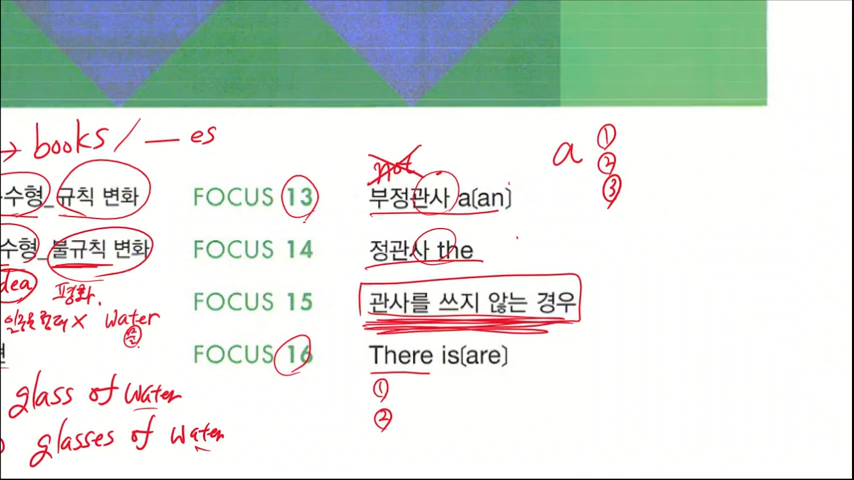 → books / — es
not
a ① ② ③
수형_규칙 변화 FOCUS 13 부정관사 a(an)
수형_불규칙 변화 FOCUS 14 정관사 the
dea 평화.
FOCUS 15 관사를 쓰지 않는 경우
× water
물
FOCUS 16 There is(are)
①
②
glass of water
glasses of water